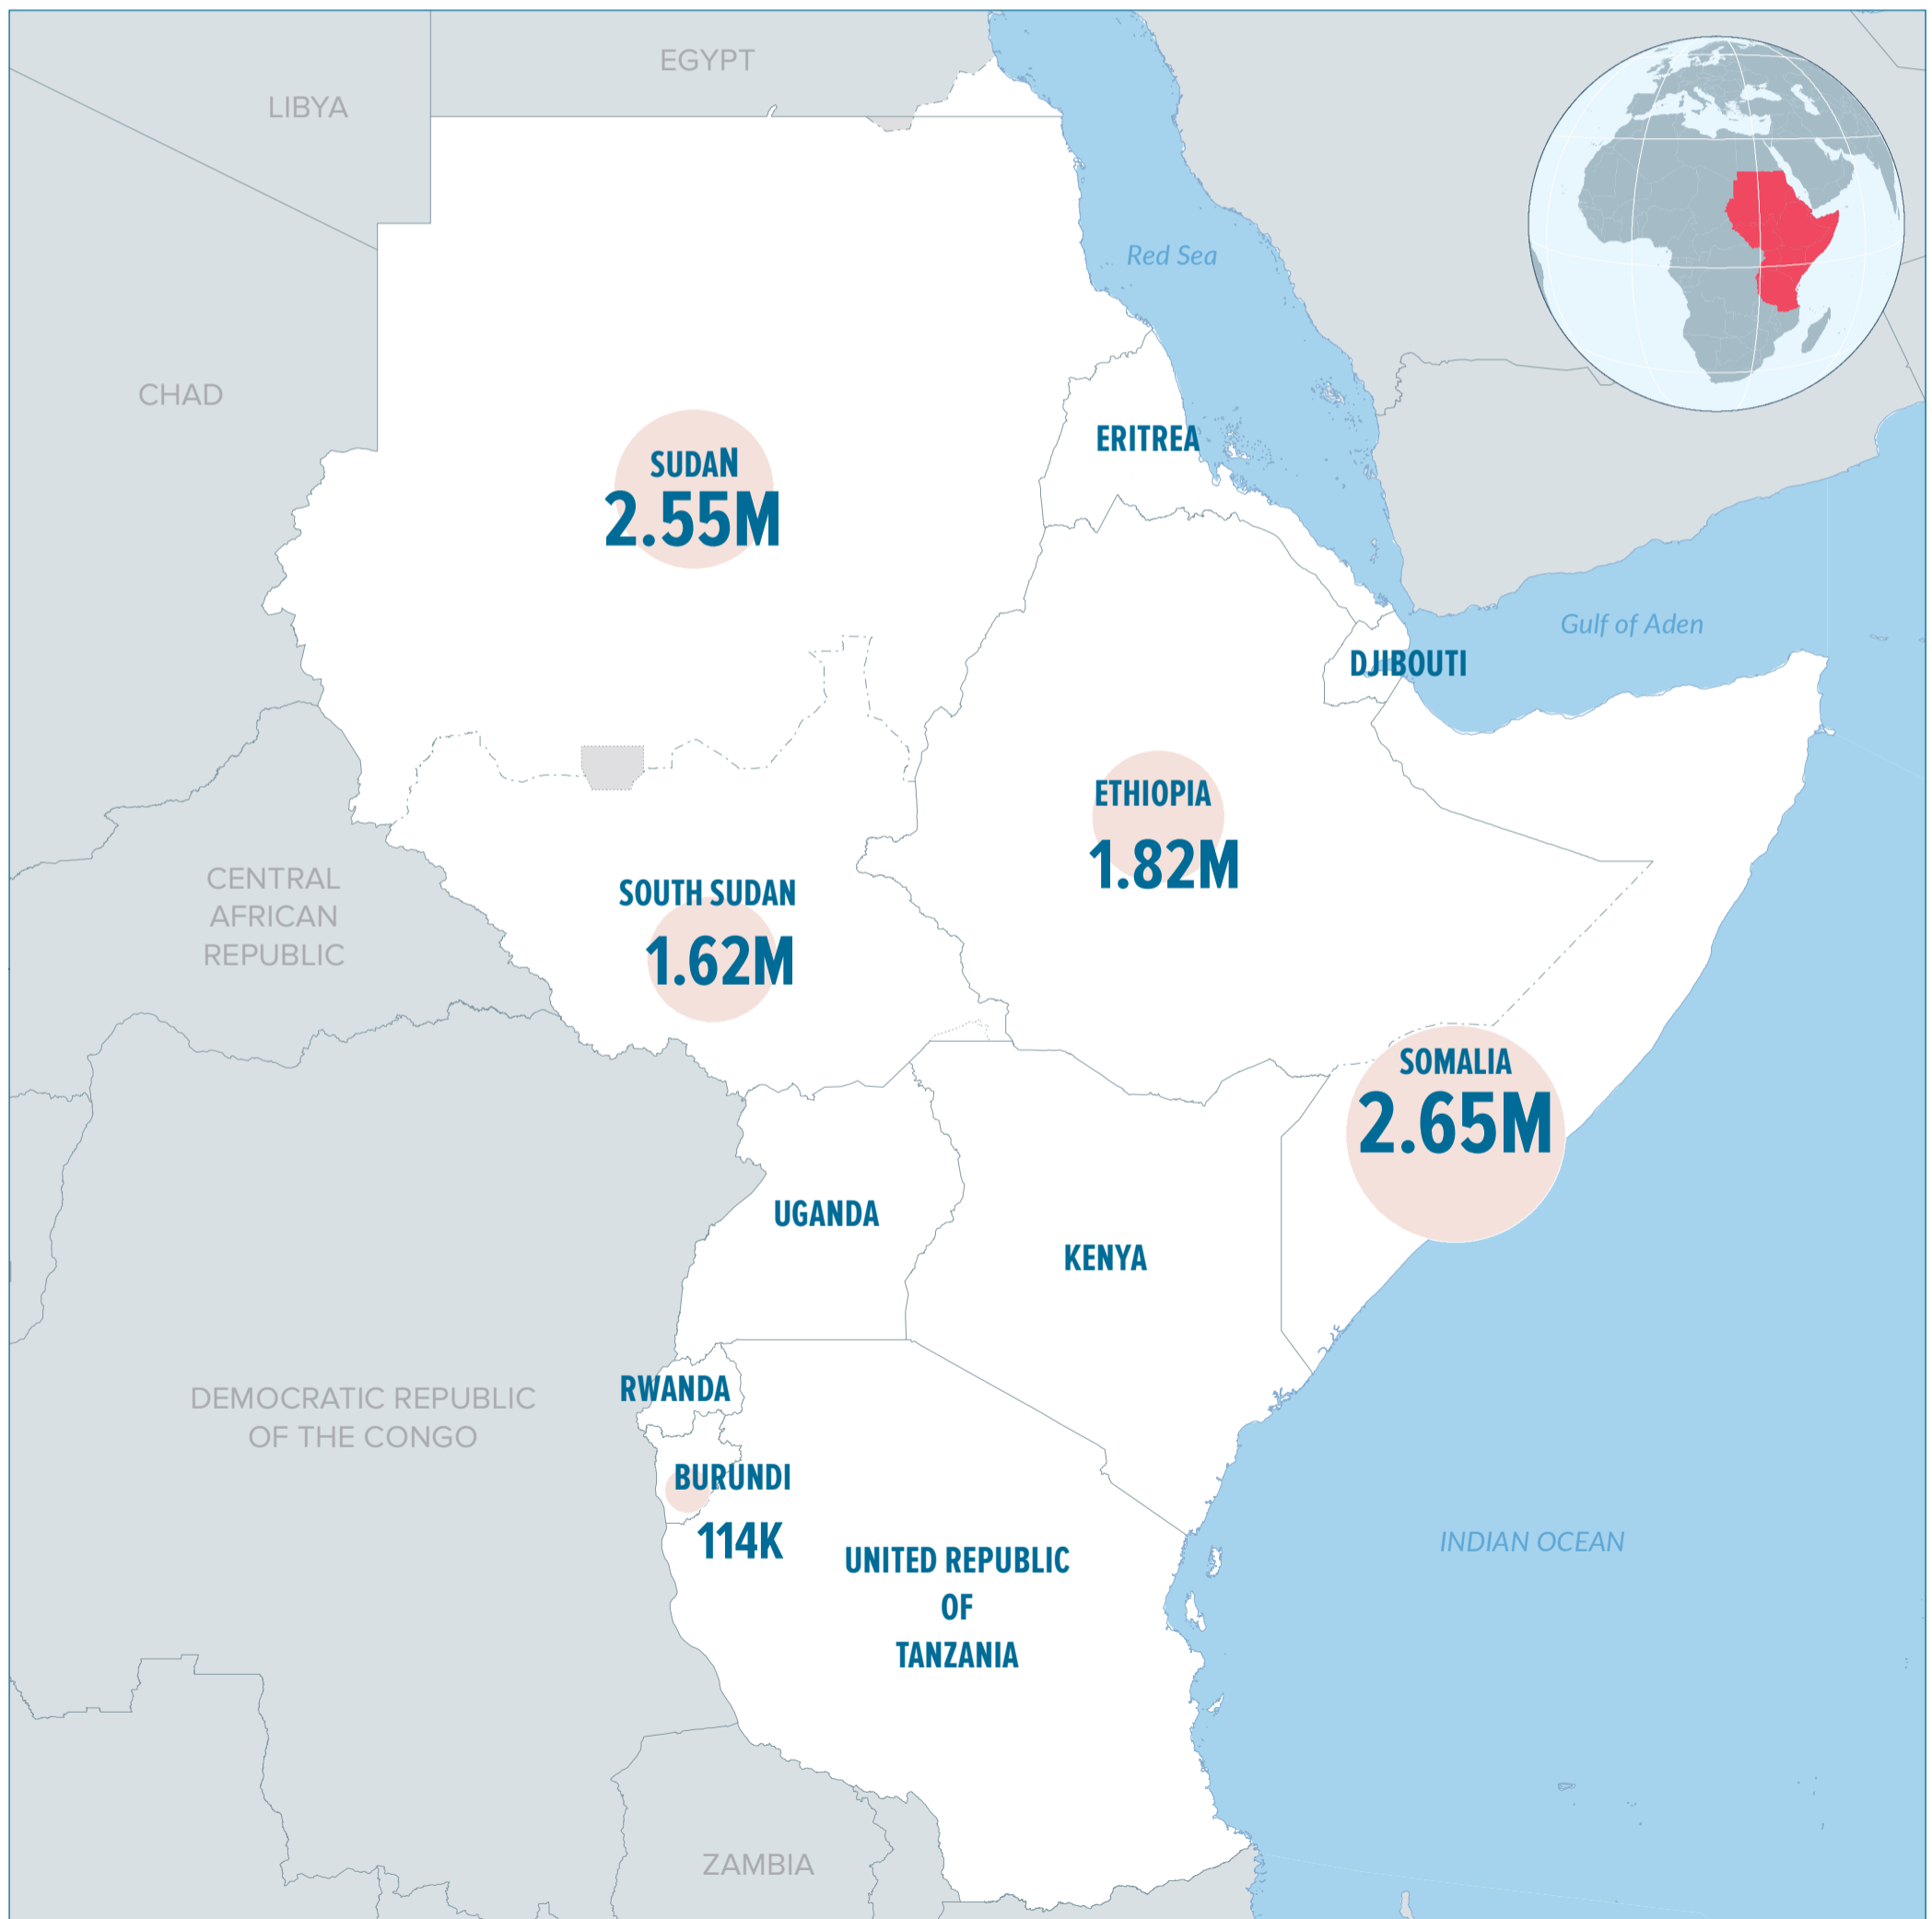 EGYPT
LIBYA
Red Sea
CHAD
ERITREA
SUDAN
2.55M
Gulf of Aden
DJIBOUTI
ETHIOPIA
1.82M
CENTRAL
AFRICAN
REPUBLIC
SOUTH SUDAN
1.62M
SOMALIA
2.65M
UGANDA
KENYA
RWANDA
DEMOCRATIC REPUBLIC
OF THE CONGO
BURUNDI
114K
INDIAN OCEAN
UNITED REPUBLIC
OF
TANZANIA
ZAMBIA